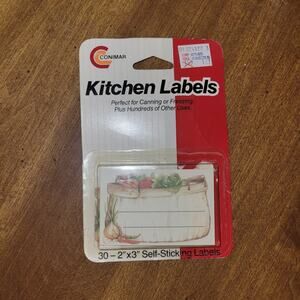 CONIMAR
Kitchen Labels
Perfect for Canning or Freezing
Plus Hundreds of Other Uses.
30 – 2"x3" Self-Sticking Labels